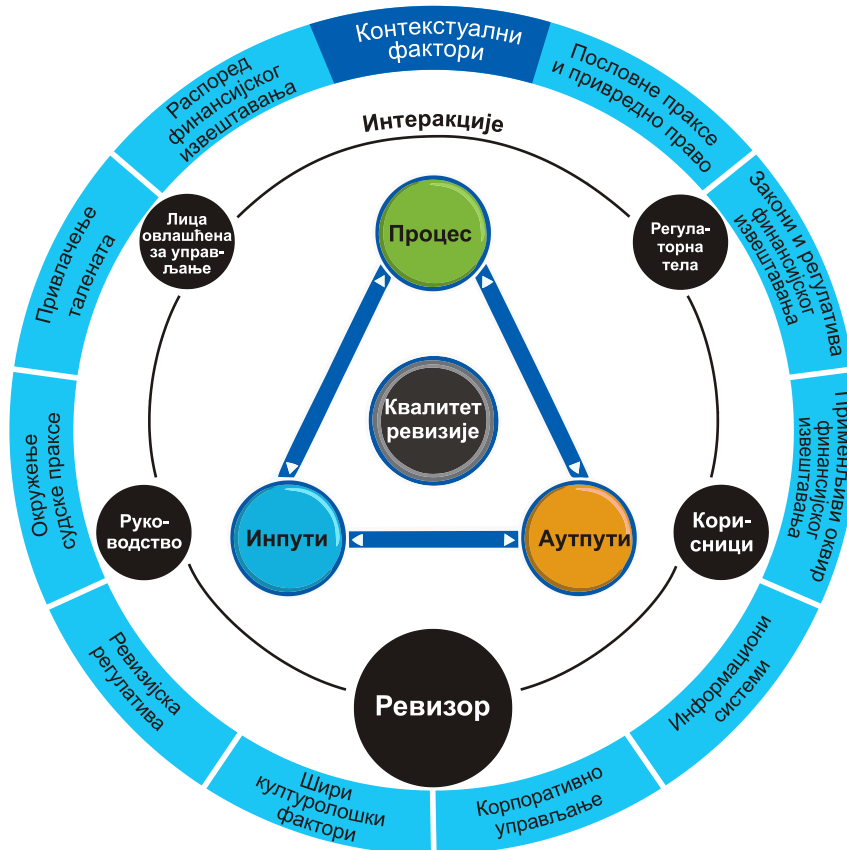 Контекстуални
фактори
Пословне праксе
и привредно право
Закони и регулатива
финансијског
извештавања
Применљиви оквир
финансијског
извештавања
Информациони
системи
Корпоративно
управљање
Шири
културолошки
фактори
Ревизијска
регулатива
Окружење
судске праксе
Привлачење
талената
Распоред
финансијског
извештавања
Интеракције
Лица
овлашћена
за управ-
љање
Регула-
торна
тела
Кори-
сници
Ревизор
Руко-
водство
Процес
Квалитет
ревизије
Инпути
Аутпути